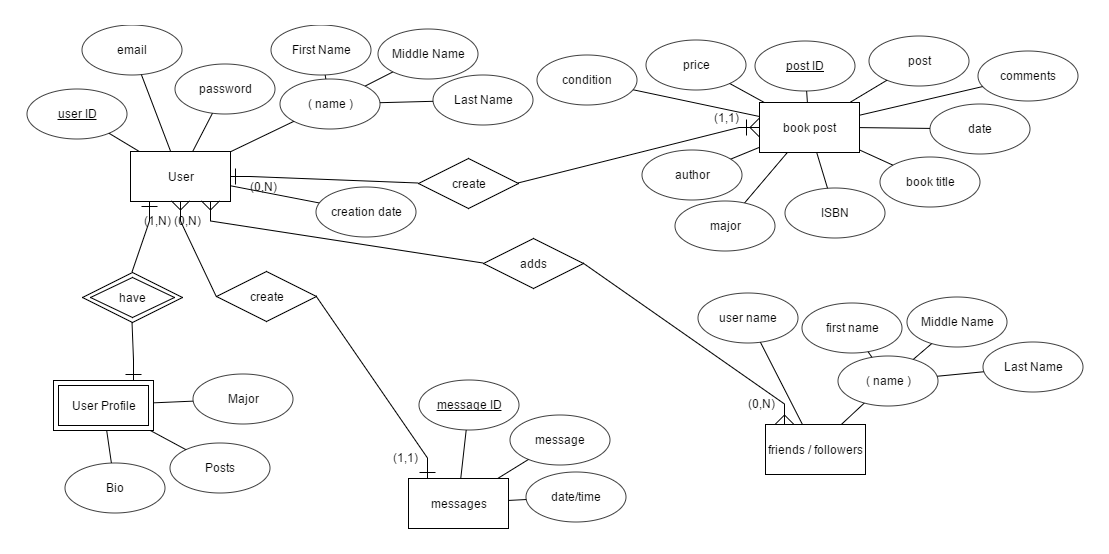 email
First Name
Middle Name
user ID
password
( name )
Last Name
User
(0,N)
creation date
(1,N)
(0,N)
create
condition
price
post ID
post
comments
(1,1)
book post
date
author
book title
major
ISBN
have
create
adds
User Profile
Major
Posts
Bio
message ID
message
(1,1)
messages
date/time
user name
first name
Middle Name
( name )
Last Name
(0,N)
friends / followers